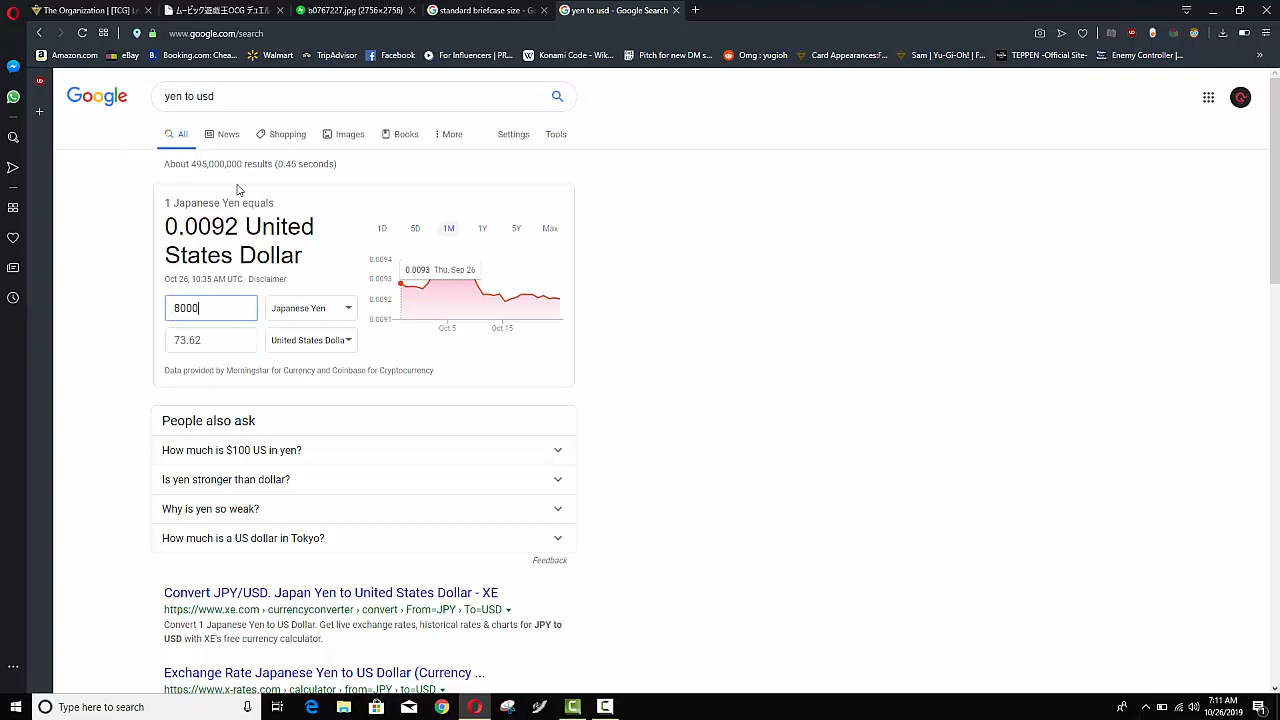 The Organization | [TCG] L
ムービック遊戯王OCG デュエル
b0767227.jpg (2756×2756)
standard briefcase size - G
yen to usd - Google Search
www.google.com/search
Amazon.com
eBay
Booking.com: Cheap
Walmart
TripAdvisor
Facebook
For Influencers | PR...
Konami Code - Wik...
Pitch for new DM s...
Omg : yugioh
Card Appearances:F...
Sam | Yu-Gi-Oh! | F...
TEPPEN -Official Site-
Enemy Controller |...
Google
yen to usd
All
News
Shopping
Images
Books
More
Settings
Tools
About 495,000,000 results (0.45 seconds)
1 Japanese Yen equals
0.0092 United
States Dollar
Oct 26, 10:35 AM UTC · Disclaimer
8000
Japanese Yen
73.62
United States Dolla
1D
5D
1M
1Y
5Y
Max
0.0094
0.0093
0.0092
0.0091
0.0093 Thu, Sep 26
Oct 5
Oct 15
Data provided by Morningstar for Currency and Coinbase for Cryptocurrency
People also ask
How much is $100 US in yen?
Is yen stronger than dollar?
Why is yen so weak?
How much is a US dollar in Tokyo?
Feedback
Convert JPY/USD. Japan Yen to United States Dollar - XE
https://www.xe.com › currencyconverter › convert › From=JPY › To=USD
Convert 1 Japanese Yen to US Dollar. Get live exchange rates, historical rates & charts for JPY to
USD with XE's free currency calculator.
Exchange Rate Japanese Yen to US Dollar (Currency ...
https://www.x-rates.com › calculator › from=JPY › to=USD
Type here to search
7:11 AM
10/26/2019